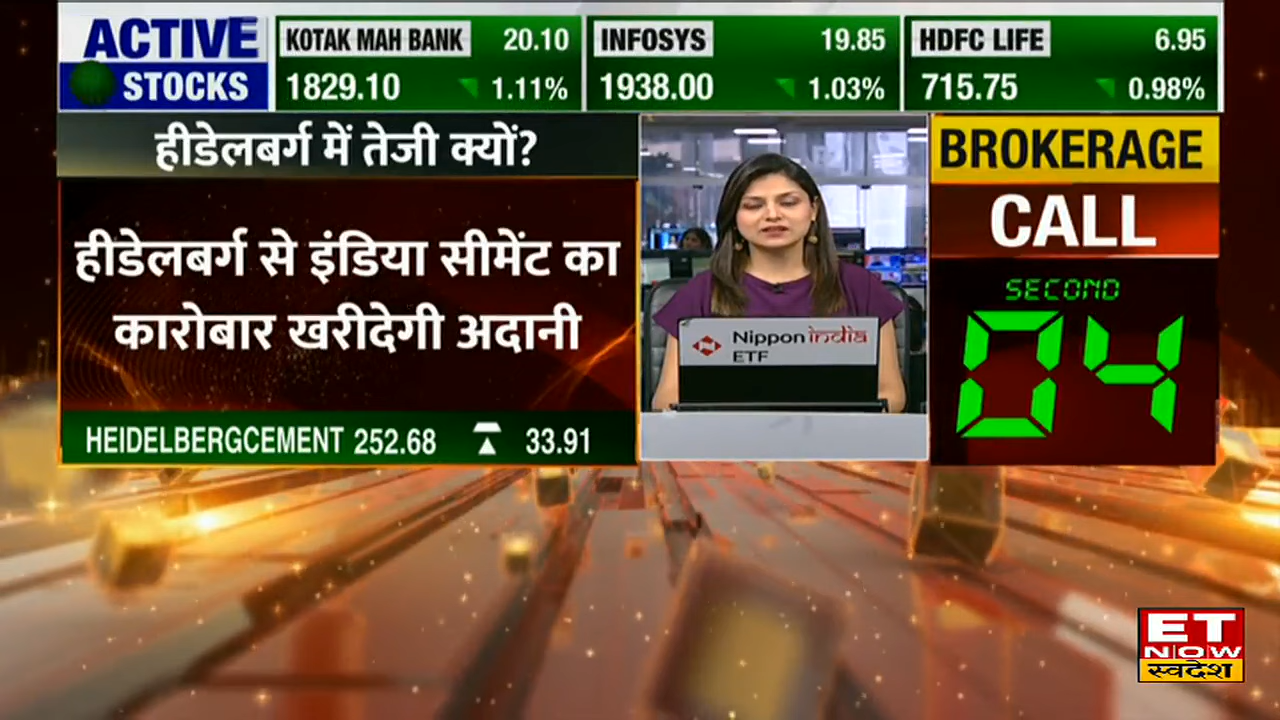 ACTIVE
STOCKS
KOTAK MAH BANK 20.10
1829.10 1.11%
INFOSYS 19.85
1938.00 1.03%
HDFC LIFE 6.95
715.75 0.98%
हीडेलबर्ग में तेजी क्यों?
हीडेलबर्ग से इंडिया सीमेंट का
कारोबार खरीदेगी अदानी
HEIDELBERGCEMENT 252.68 33.91
Nippon india
ETF
BROKERAGE
CALL
SECOND
04
ET
NOW
स्वदेश